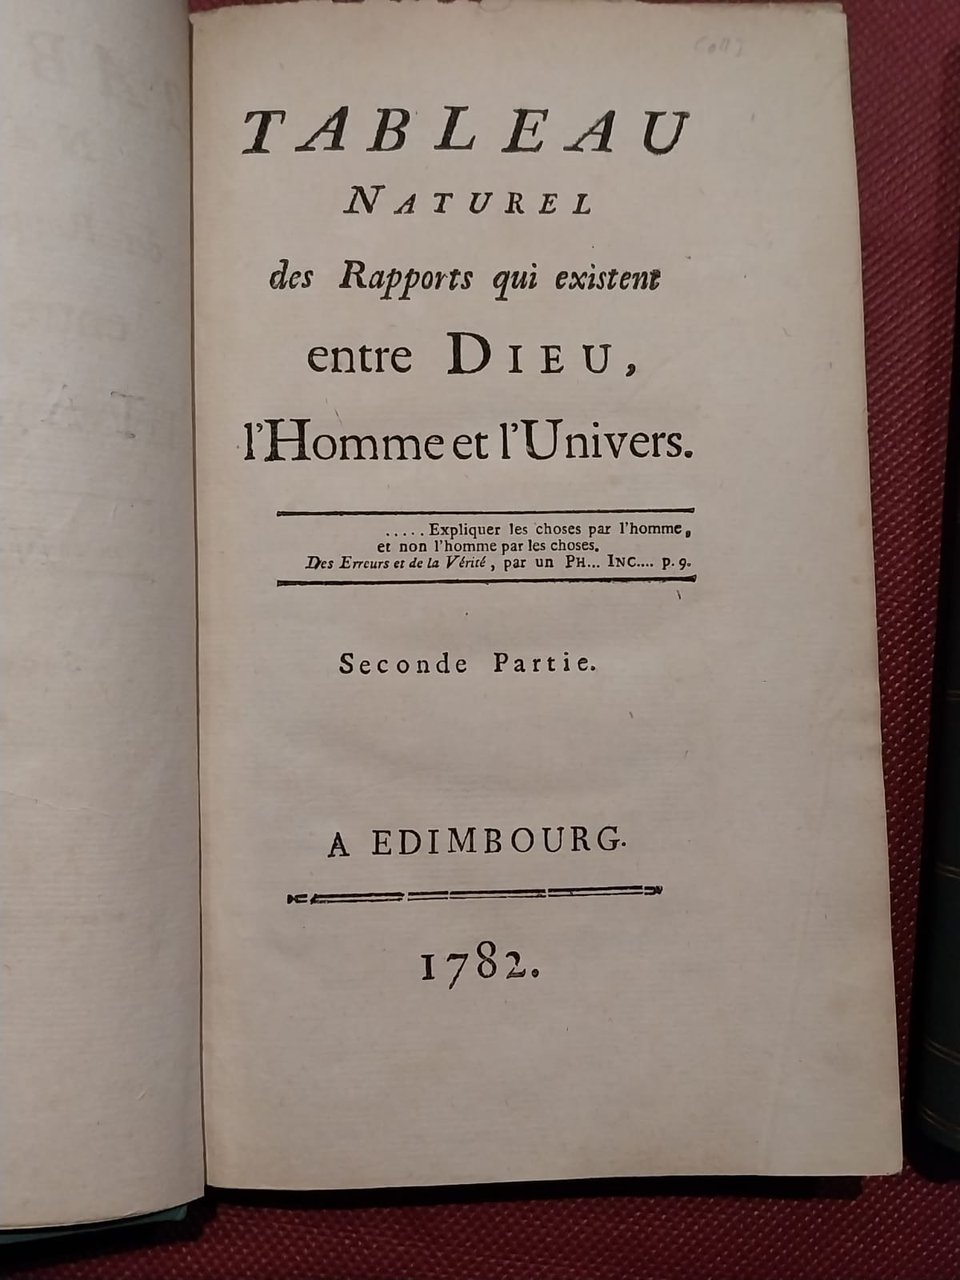 TABLEAU
NATUREL
des Rapports qui existent
entre DIEU,
l'Homme et l'Univers.
..... Expliquer les choses par l'homme,
et non l'homme par les choses.
Des Erreurs et de la Vérité, par un PH... INC.... p. 9.
Seconde Partie.
A EDIMBOURG.
1782.